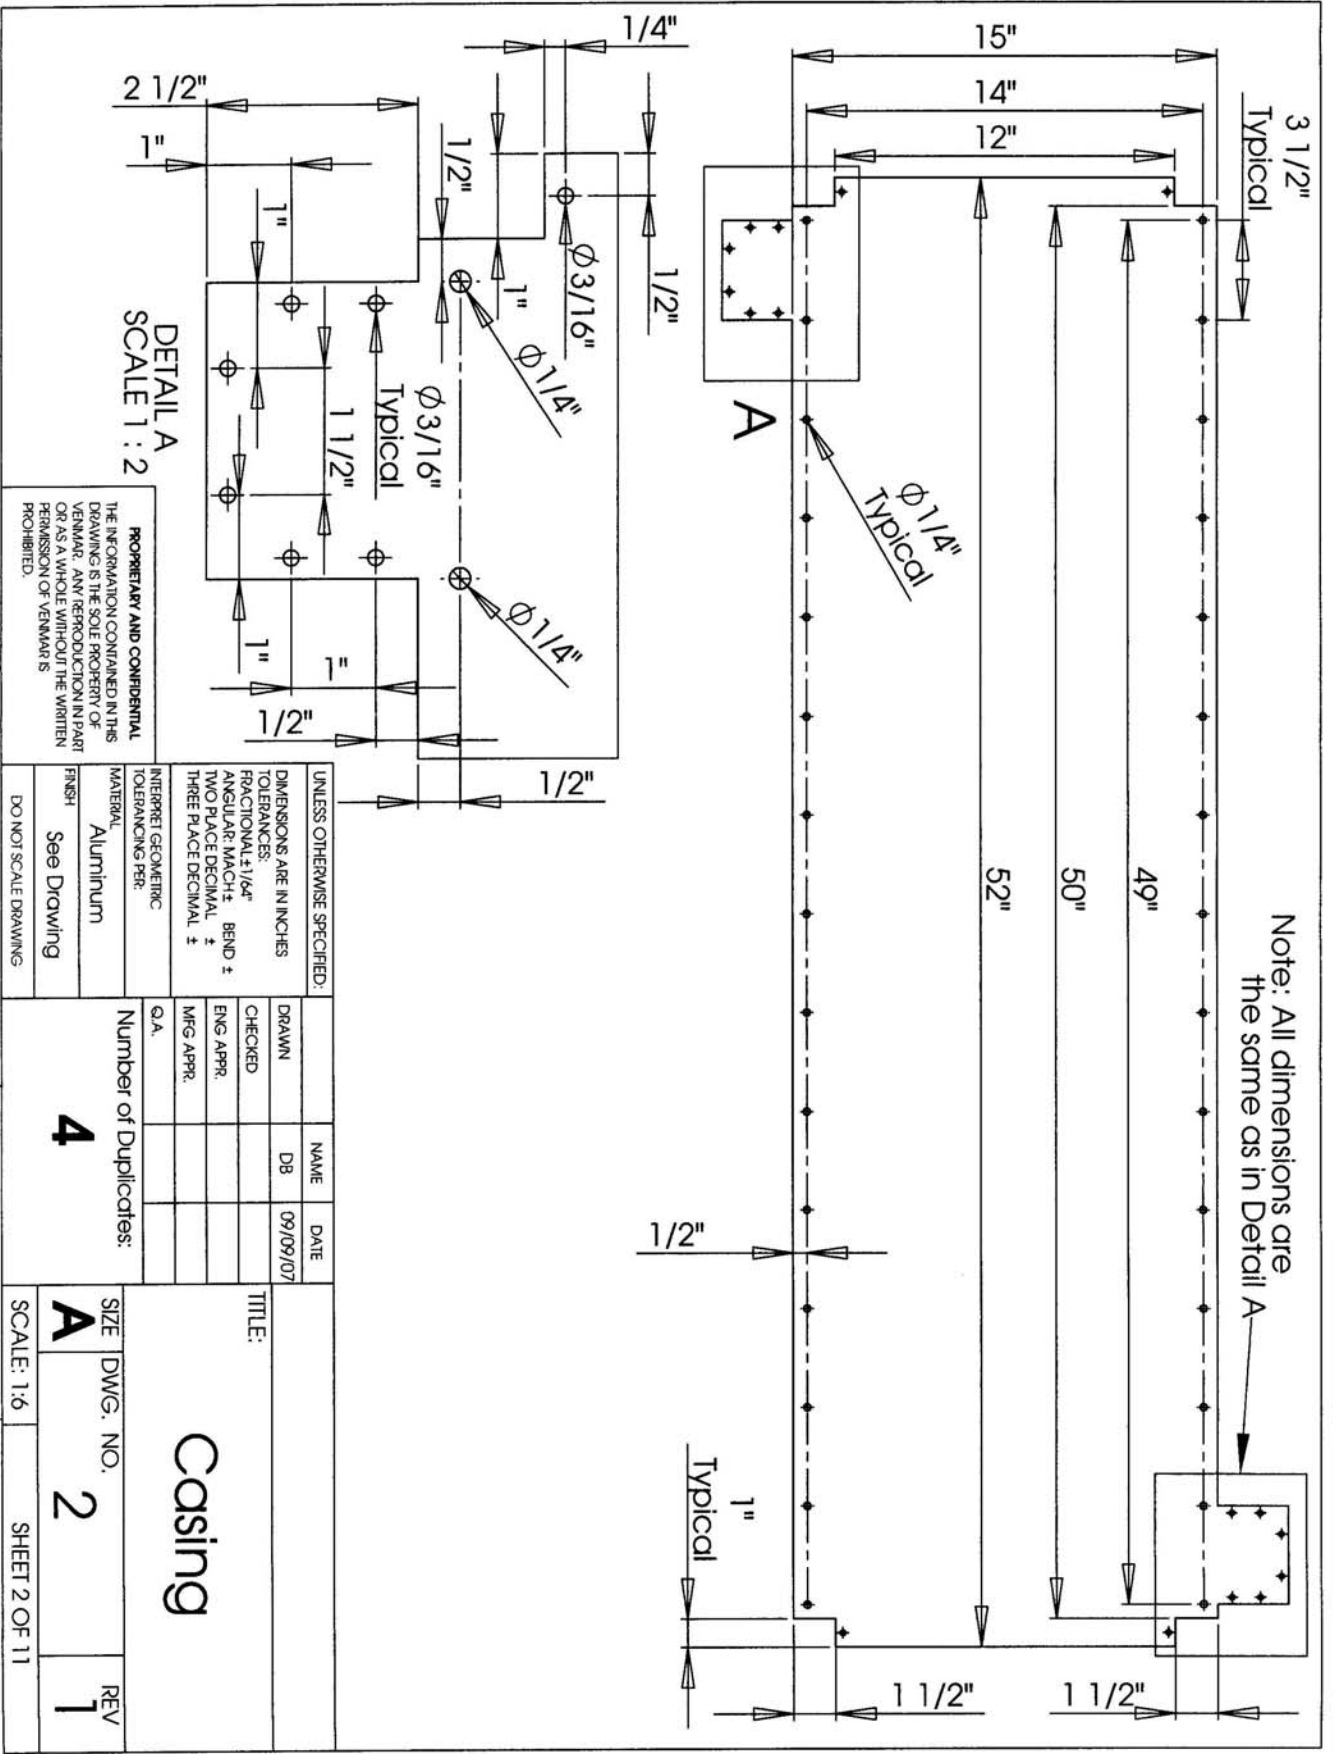 3 1/2"
Typical
15"
14"
12"
49"
50"
52"
Note: All dimensions are
the same as in Detail A
A
Ø1/4"
Typical
1/2"
1"
Typical
1 1/2"
1 1/2"
1/4"
1/2"
1/2"
1"
Ø3/16"
Ø1/4"
Ø1/4"
2 1/2"
1"
1"
Ø3/16"
Typical
1 1/2"
1"
1"
1/2"
1/2"
DETAIL A
SCALE 1 : 2
PROPRIETARY AND CONFIDENTIAL
THE INFORMATION CONTAINED IN THIS
DRAWING IS THE SOLE PROPERTY OF
VENMAR. ANY REPRODUCTION IN PART
OR AS A WHOLE WITHOUT THE WRITTEN
PERMISSION OF VENMAR IS
PROHIBITED.
UNLESS OTHERWISE SPECIFIED:
DIMENSIONS ARE IN INCHES
TOLERANCES:
FRACTIONAL±1/64"
ANGULAR: MACH± BEND ±
TWO PLACE DECIMAL ±
THREE PLACE DECIMAL ±
INTERPRET GEOMETRIC
TOLERANCING PER:
MATERIAL
Aluminum
FINISH
See Drawing
DO NOT SCALE DRAWING
NAME DATE
DRAWN DB 09/09/07
CHECKED
ENG APPR.
MFG APPR.
Q.A.
Number of Duplicates:
4
TITLE:
Casing
SIZE DWG. NO. REV
A 2 1
SCALE: 1:6 SHEET 2 OF 11